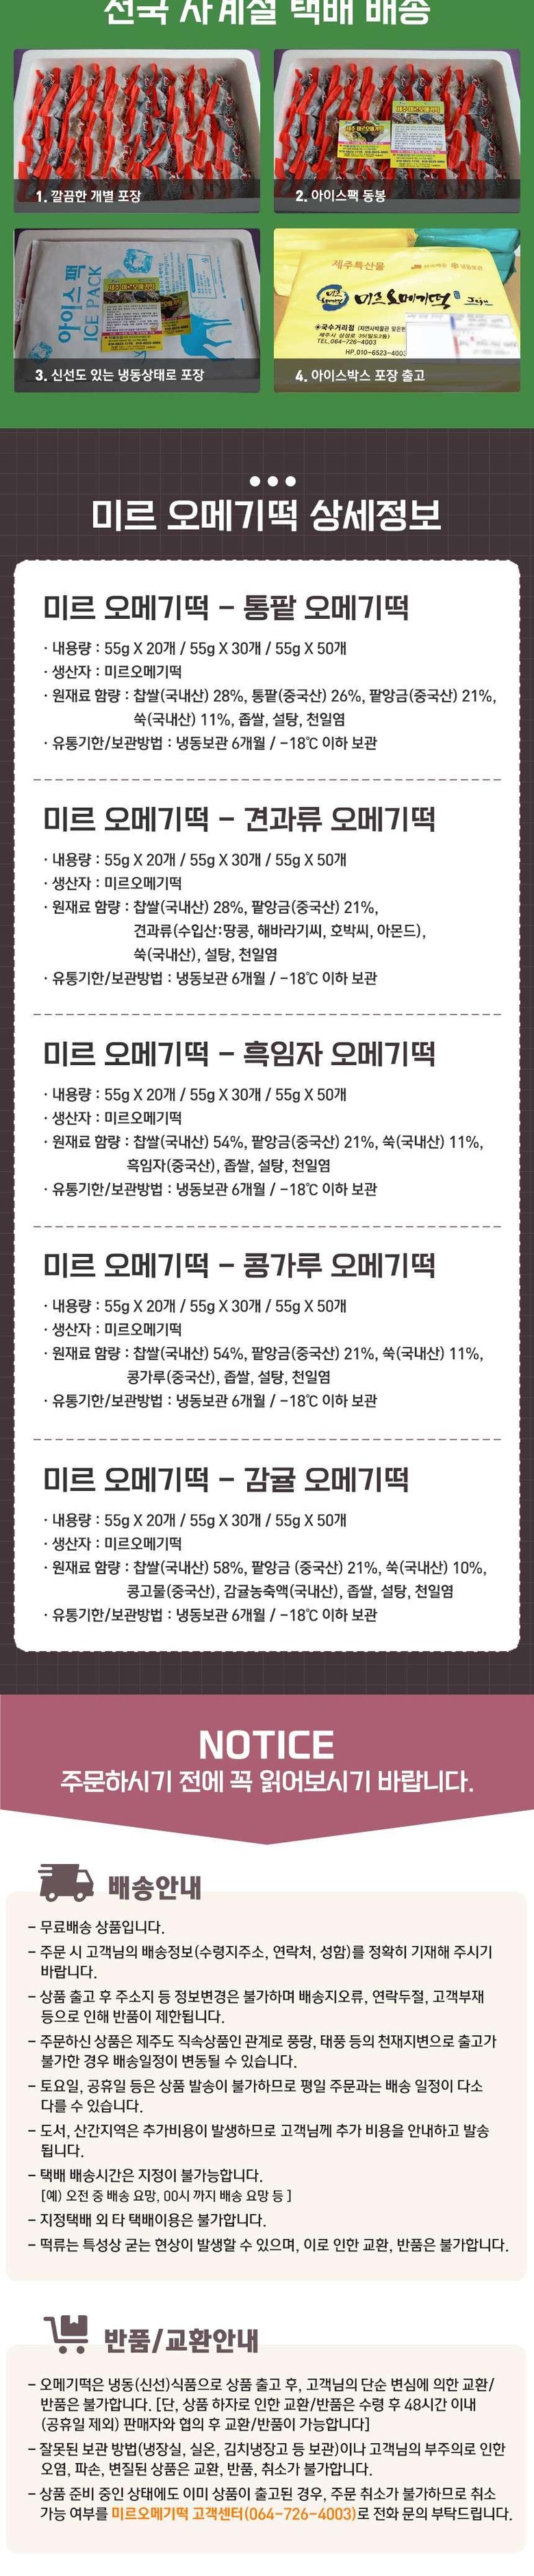 전국 사계절 택배 배송
1. 깔끔한 개별 포장
2. 아이스팩 동봉
아이스 팩
ICE PACK
3. 신선도 있는 냉동상태로 포장
제주특산물
냉동보관
미르 오메기떡
Jeju
국수거리점
TEL.064-726-4003
HP.010-6523-4003
4. 아이스박스 포장 출고
미르 오메기떡 상세정보
미르 오메기떡 - 통팥 오메기떡
· 내용량 : 55g X 20개 / 55g X 30개 / 55g X 50개
· 생산자 : 미르오메기떡
· 원재료 함량 : 찹쌀(국내산) 28%, 통팥(중국산) 26%, 팥앙금(중국산) 21%,
쑥(국내산) 11%, 좁쌀, 설탕, 천일염
· 유통기한/보관방법 : 냉동보관 6개월 / -18℃ 이하 보관
미르 오메기떡 - 견과류 오메기떡
· 내용량 : 55g X 20개 / 55g X 30개 / 55g X 50개
· 생산자 : 미르오메기떡
· 원재료 함량 : 찹쌀(국내산) 28%, 팥앙금(중국산) 21%,
견과류(수입산:땅콩, 해바라기씨, 호박씨, 아몬드),
쑥(국내산), 설탕, 천일염
· 유통기한/보관방법 : 냉동보관 6개월 / -18℃ 이하 보관
미르 오메기떡 - 흑임자 오메기떡
· 내용량 : 55g X 20개 / 55g X 30개 / 55g X 50개
· 생산자 : 미르오메기떡
· 원재료 함량 : 찹쌀(국내산) 54%, 팥앙금(중국산) 21%, 쑥(국내산) 11%,
흑임자(중국산), 좁쌀, 설탕, 천일염
· 유통기한/보관방법 : 냉동보관 6개월 / -18℃ 이하 보관
미르 오메기떡 - 콩가루 오메기떡
· 내용량 : 55g X 20개 / 55g X 30개 / 55g X 50개
· 생산자 : 미르오메기떡
· 원재료 함량 : 찹쌀(국내산) 54%, 팥앙금(중국산) 21%, 쑥(국내산) 11%,
콩가루(중국산), 좁쌀, 설탕, 천일염
· 유통기한/보관방법 : 냉동보관 6개월 / -18℃ 이하 보관
미르 오메기떡 - 감귤 오메기떡
· 내용량 : 55g X 20개 / 55g X 30개 / 55g X 50개
· 생산자 : 미르오메기떡
· 원재료 함량 : 찹쌀(국내산) 58%, 팥앙금 (중국산) 21%, 쑥(국내산) 10%,
콩고물(중국산), 감귤농축액(국내산), 좁쌀, 설탕, 천일염
· 유통기한/보관방법 : 냉동보관 6개월 / -18℃ 이하 보관
NOTICE
주문하시기 전에 꼭 읽어보시기 바랍니다.
배송안내
- 무료배송 상품입니다.
- 주문 시 고객님의 배송정보(수령지주소, 연락처, 성함)를 정확히 기재해 주시기
바랍니다.
- 상품 출고 후 주소지 등 정보변경은 불가하며 배송지오류, 연락두절, 고객부재
등으로 인해 반품이 제한됩니다.
- 주문하신 상품은 제주도 직송상품인 관계로 풍랑, 태풍 등의 천재지변으로 출고가
불가한 경우 배송일정이 변동될 수 있습니다.
- 토요일, 공휴일 등은 상품 발송이 불가하므로 평일 주문과는 배송 일정이 다소
다를 수 있습니다.
- 도서, 산간지역은 추가비용이 발생하므로 고객님께 추가 비용을 안내하고 발송
됩니다.
- 택배 배송시간은 지정이 불가능합니다.
[예) 오전 중 배송 요망, 00시 까지 배송 요망 등 ]
- 지정택배 외 타 택배이용은 불가합니다.
- 떡류는 특성상 굳는 현상이 발생할 수 있으며, 이로 인한 교환, 반품은 불가합니다.
반품/교환안내
- 오메기떡은 냉동(신선)식품으로 상품 출고 후, 고객님의 단순 변심에 의한 교환/
반품은 불가합니다. [단, 상품 하자로 인한 교환/반품은 수령 후 48시간 이내
(공휴일 제외) 판매자와 협의 후 교환/반품이 가능합니다]
- 잘못된 보관 방법(냉장실, 실온, 김치냉장고 등 보관)이나 고객님의 부주의로 인한
오염, 파손, 변질된 상품은 교환, 반품, 취소가 불가합니다.
- 상품 준비 중인 상태에도 이미 상품이 출고된 경우, 주문 취소가 불가하므로 취소
가능 여부를 미르오메기떡 고객센터(064-726-4003)로 전화 문의 부탁드립니다.